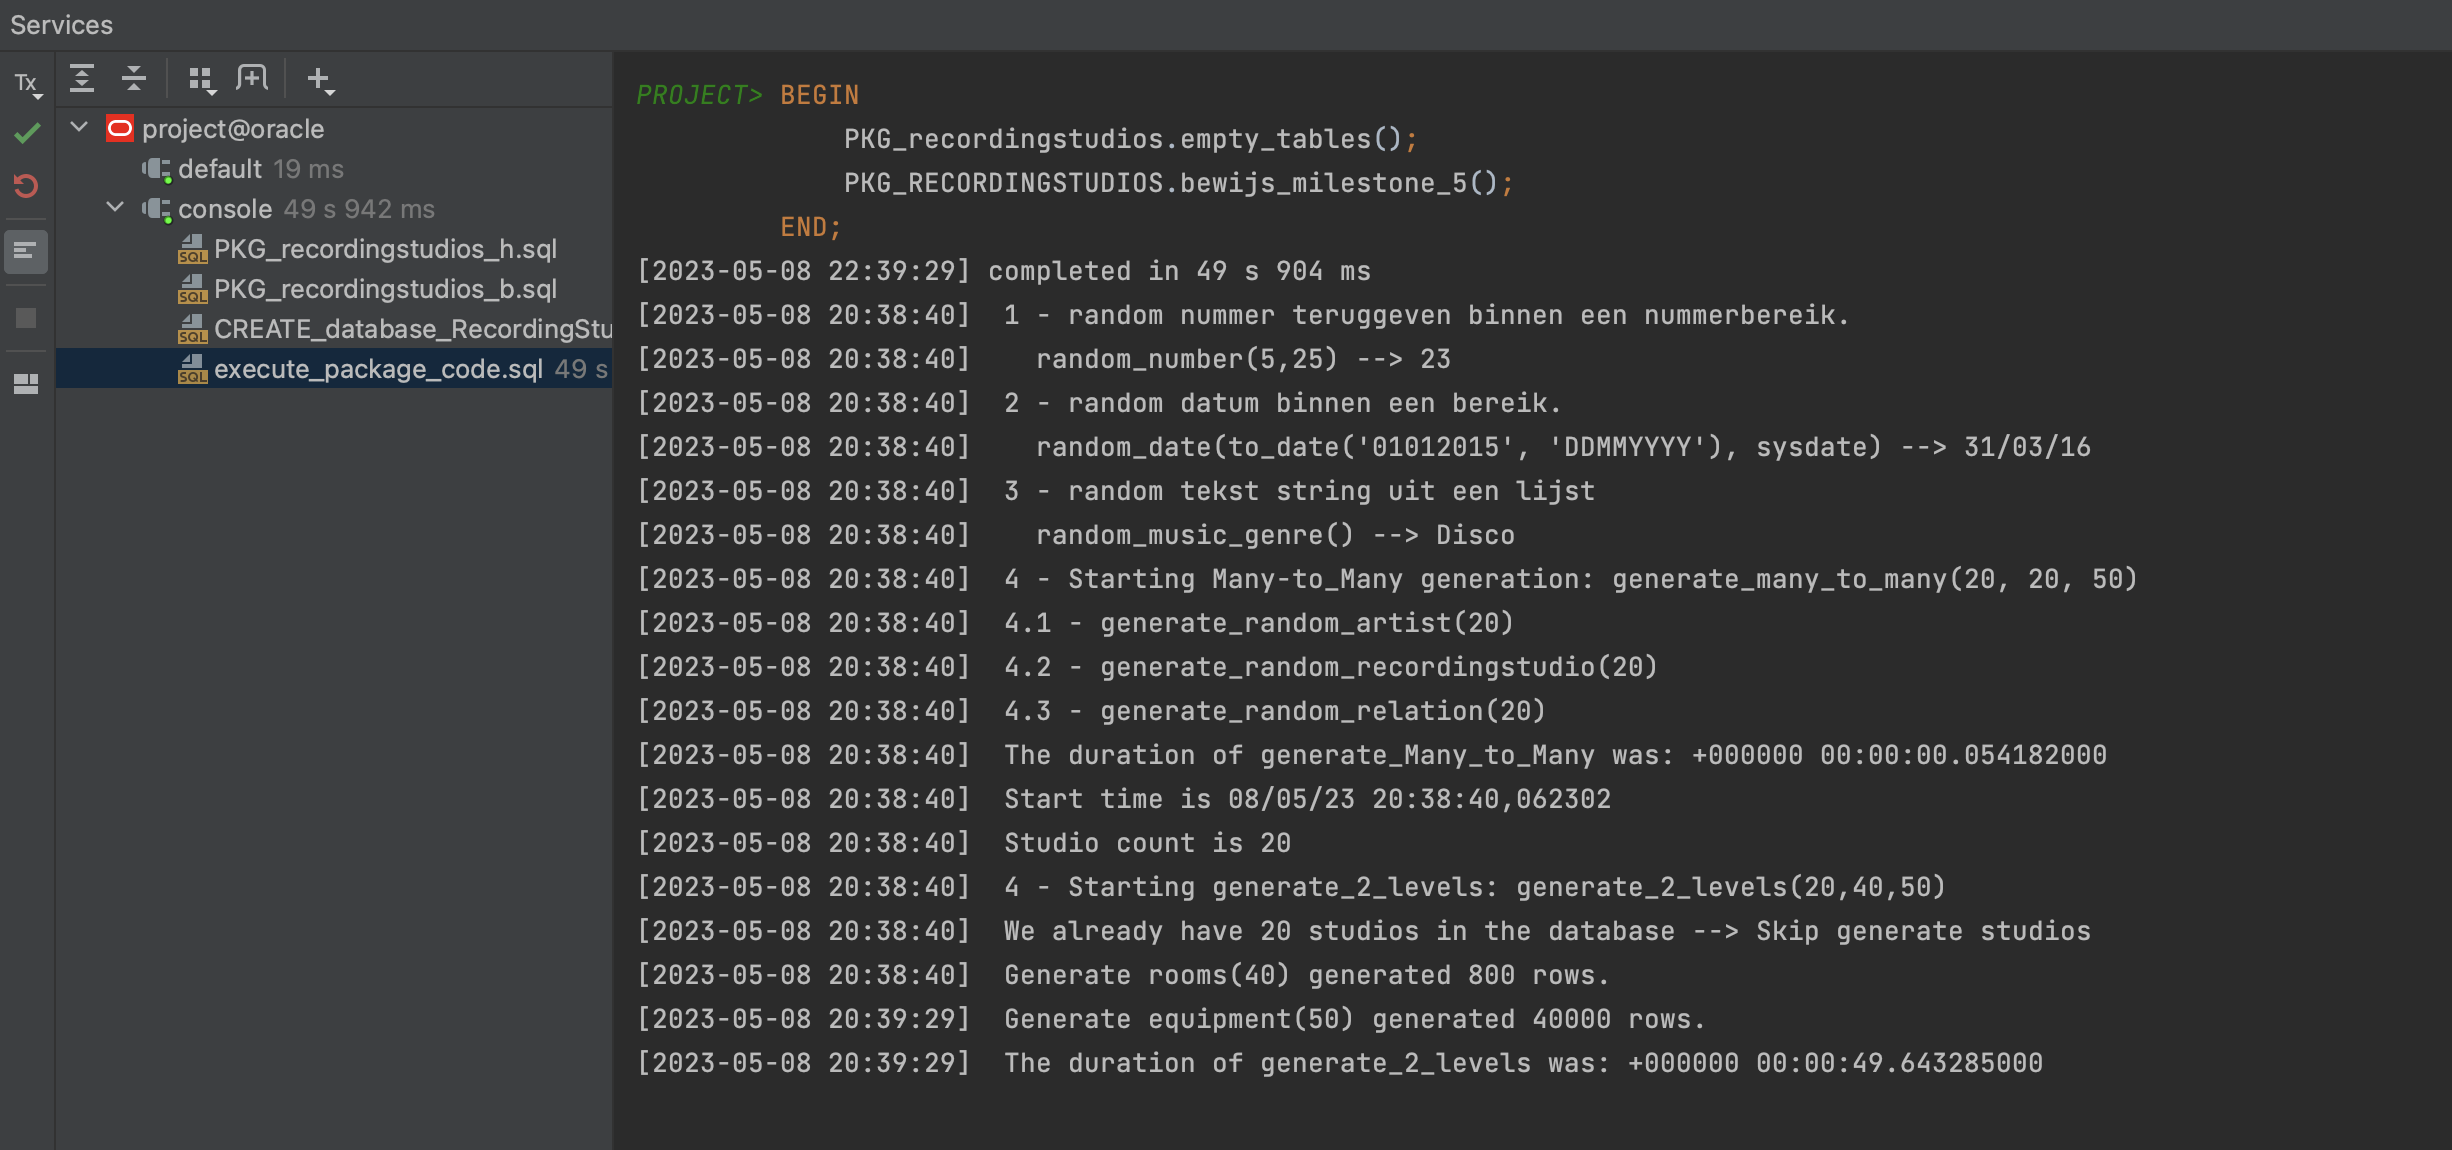 Services
Tx
project@oracle
default 19 ms
console 49 s 942 ms
SQL PKG_recordingstudios_h.sql
SQL PKG_recordingstudios_b.sql
SQL CREATE_database_RecordingStu
SQL execute_package_code.sql 49 s
PROJECT> BEGIN
PKG_recordingstudios.empty_tables();
PKG_RECORDINGSTUDIOS.bewijs_milestone_5();
END;
[2023-05-08 22:39:29] completed in 49 s 904 ms
[2023-05-08 20:38:40] 1 - random nummer teruggeven binnen een nummerbereik.
[2023-05-08 20:38:40] random_number(5,25) --> 23
[2023-05-08 20:38:40] 2 - random datum binnen een bereik.
[2023-05-08 20:38:40] random_date(to_date('01012015', 'DDMMYYYY'), sysdate) --> 31/03/16
[2023-05-08 20:38:40] 3 - random tekst string uit een lijst
[2023-05-08 20:38:40] random_music_genre() --> Disco
[2023-05-08 20:38:40] 4 - Starting Many-to_Many generation: generate_many_to_many(20, 20, 50)
[2023-05-08 20:38:40] 4.1 - generate_random_artist(20)
[2023-05-08 20:38:40] 4.2 - generate_random_recordingstudio(20)
[2023-05-08 20:38:40] 4.3 - generate_random_relation(20)
[2023-05-08 20:38:40] The duration of generate_Many_to_Many was: +000000 00:00:00.054182000
[2023-05-08 20:38:40] Start time is 08/05/23 20:38:40,062302
[2023-05-08 20:38:40] Studio count is 20
[2023-05-08 20:38:40] 4 - Starting generate_2_levels: generate_2_levels(20,40,50)
[2023-05-08 20:38:40] We already have 20 studios in the database --> Skip generate studios
[2023-05-08 20:38:40] Generate rooms(40) generated 800 rows.
[2023-05-08 20:39:29] Generate equipment(50) generated 40000 rows.
[2023-05-08 20:39:29] The duration of generate_2_levels was: +000000 00:00:49.643285000